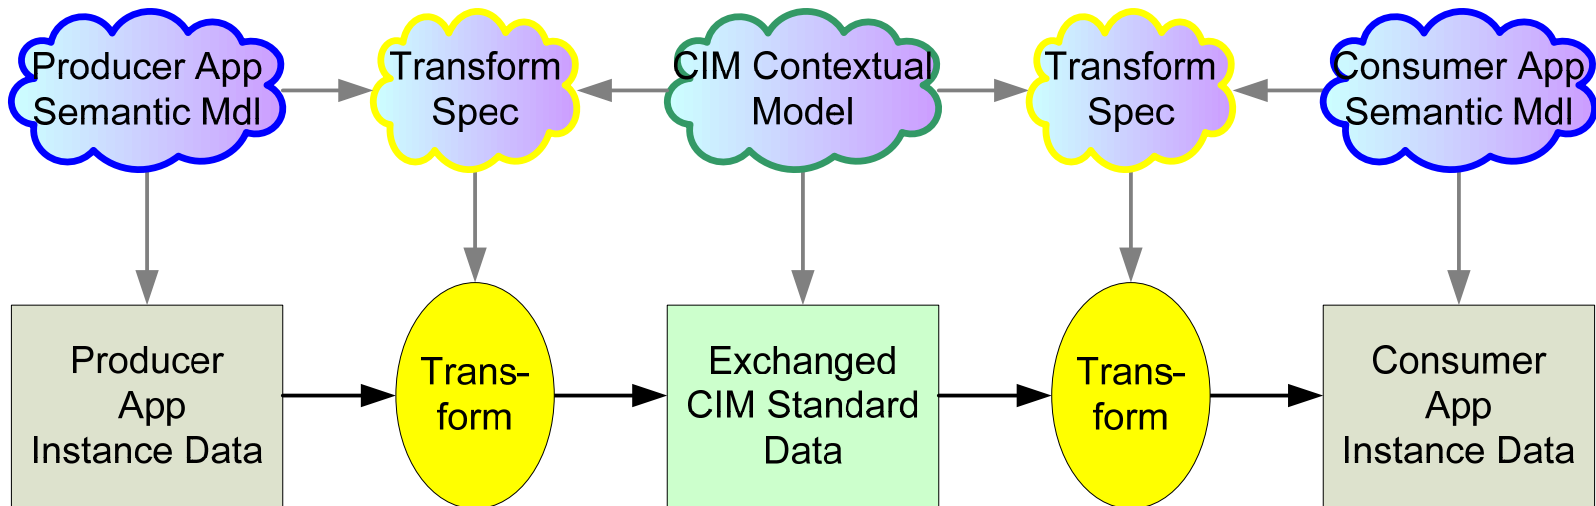 Producer App
Semantic Mdl
Transform
Spec
CIM Contextual
Model
Transform
Spec
Consumer App
Semantic Mdl
Producer
App
Instance Data
Trans-
form
Exchanged
CIM Standard
Data
Trans-
form
Consumer
App
Instance Data